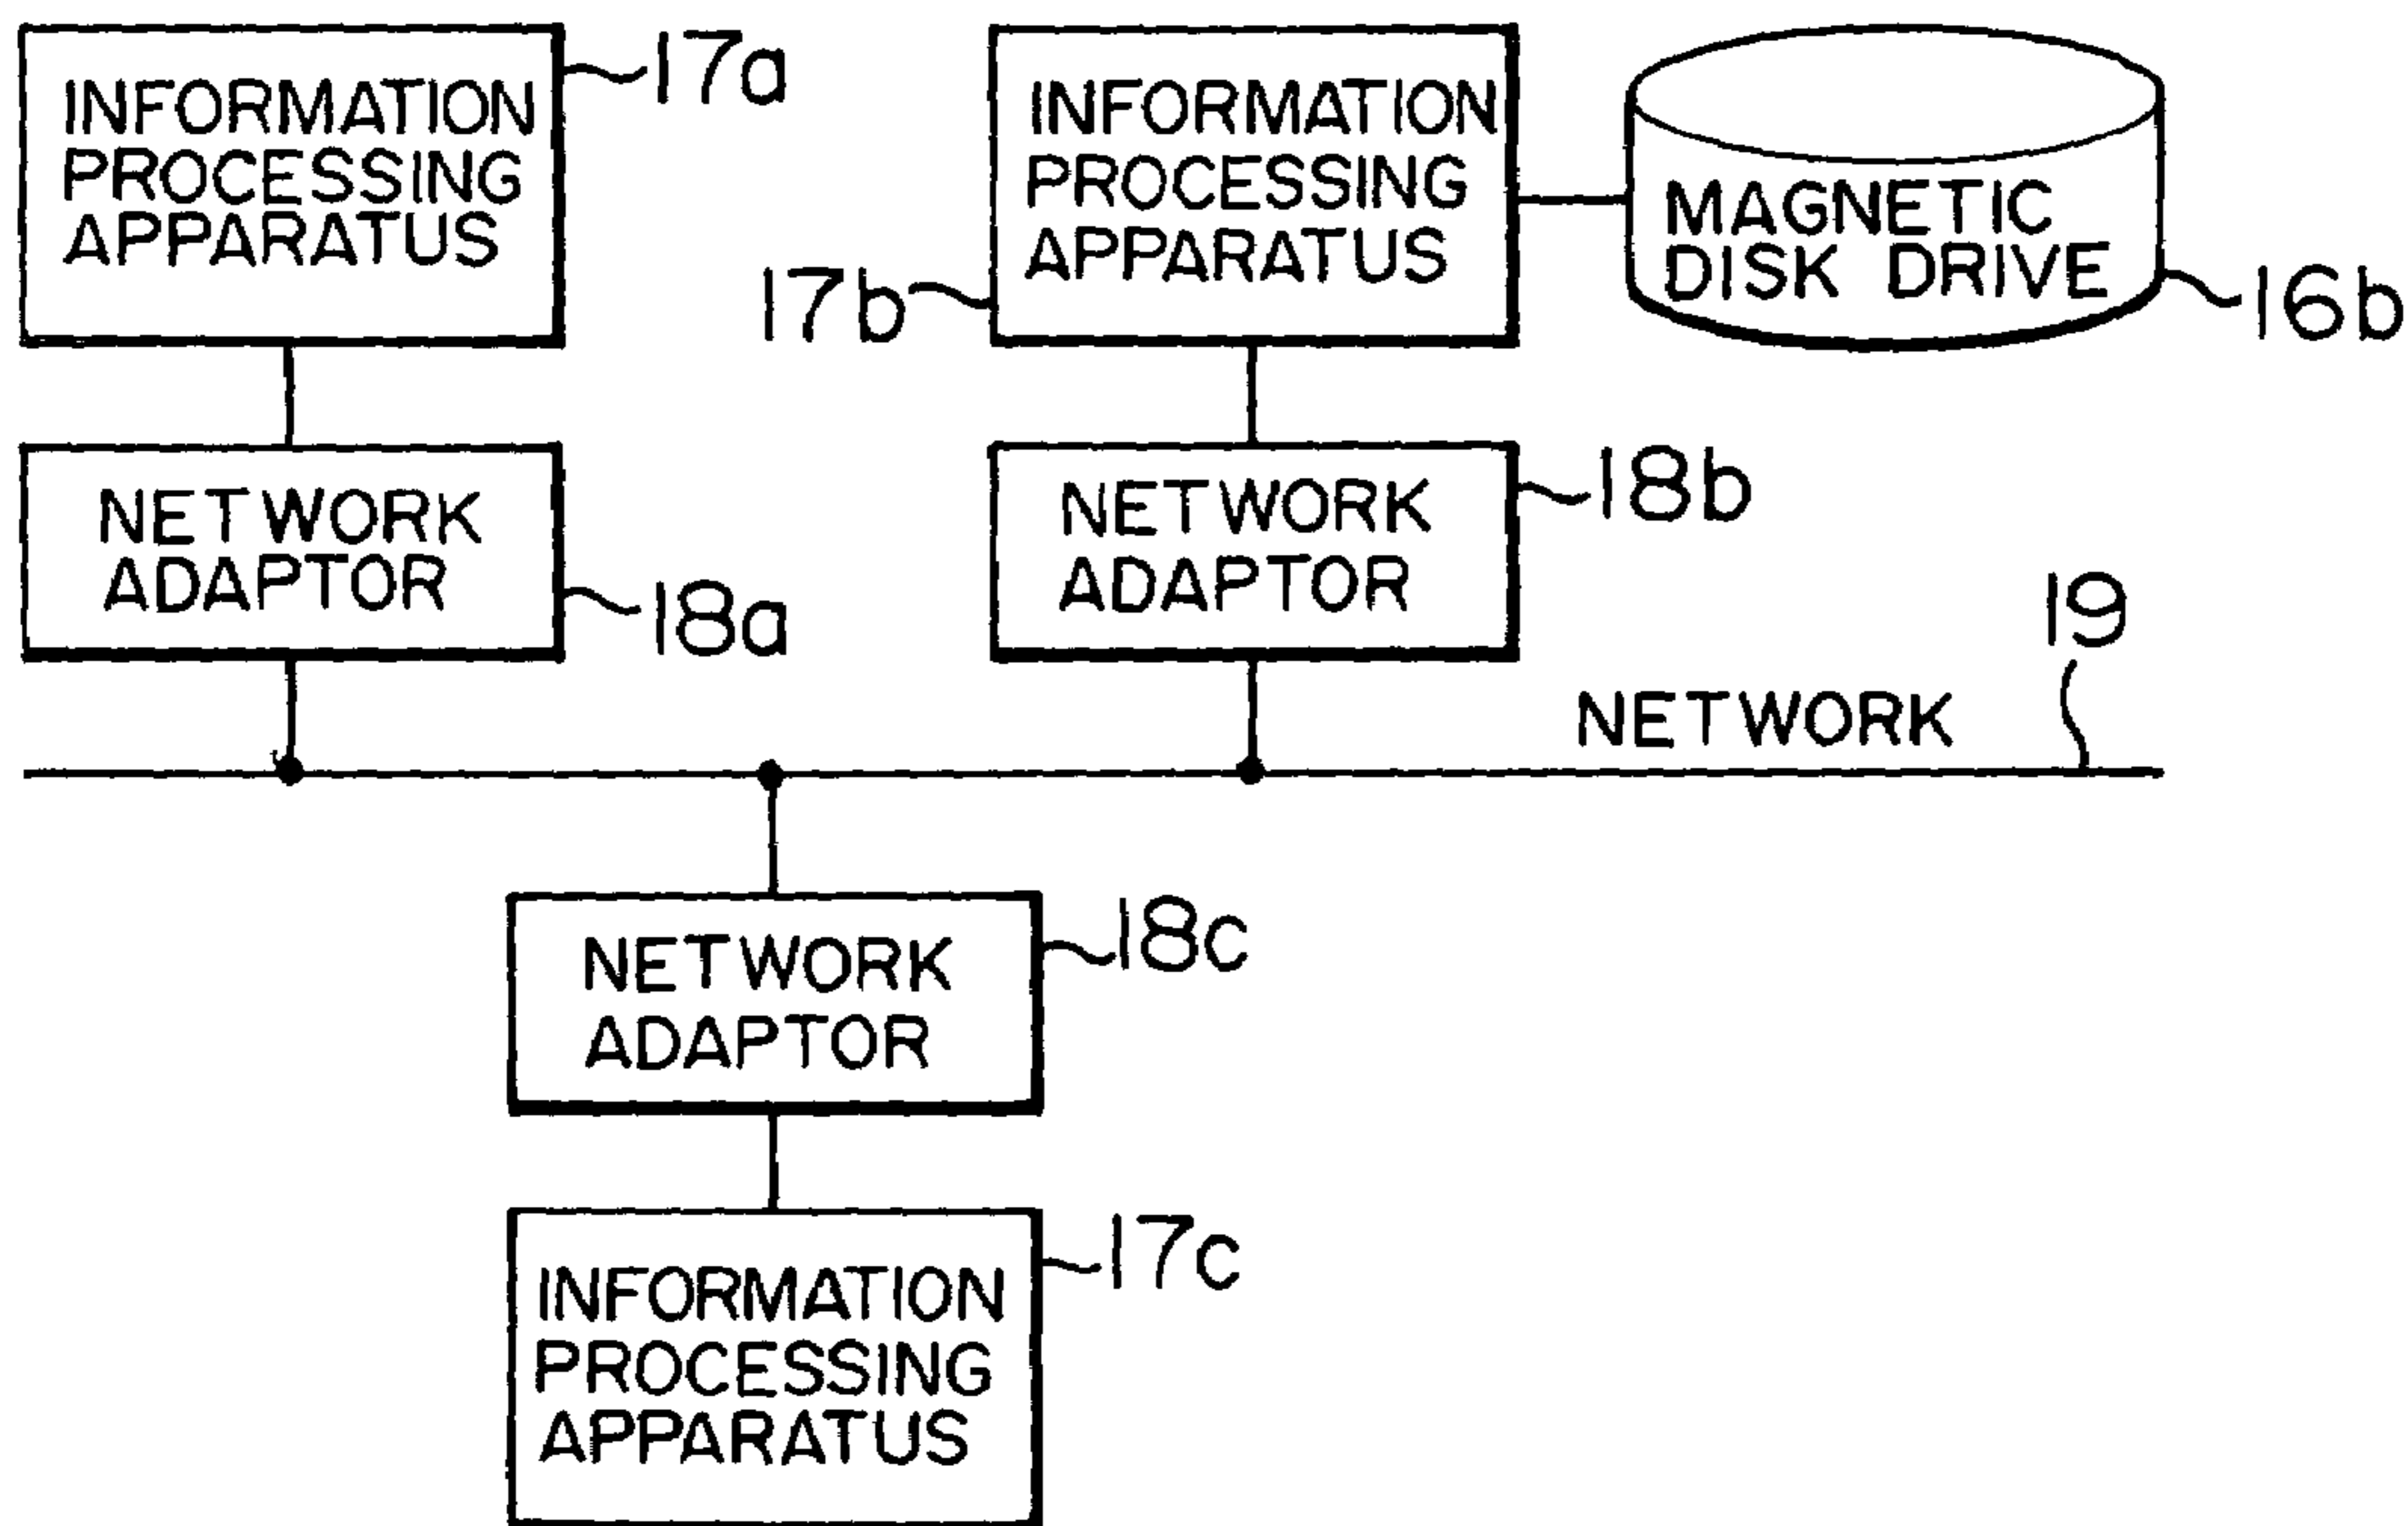 INFORMATION
PROCESSING
APPARATUS
17a
INFORMATION
PROCESSING
APPARATUS
17b
MAGNETIC
DISK DRIVE
16b
NETWORK
ADAPTOR
18a
NETWORK
ADAPTOR
18b
19
NETWORK
NETWORK
ADAPTOR
18c
INFORMATION
PROCESSING
APPARATUS
17c